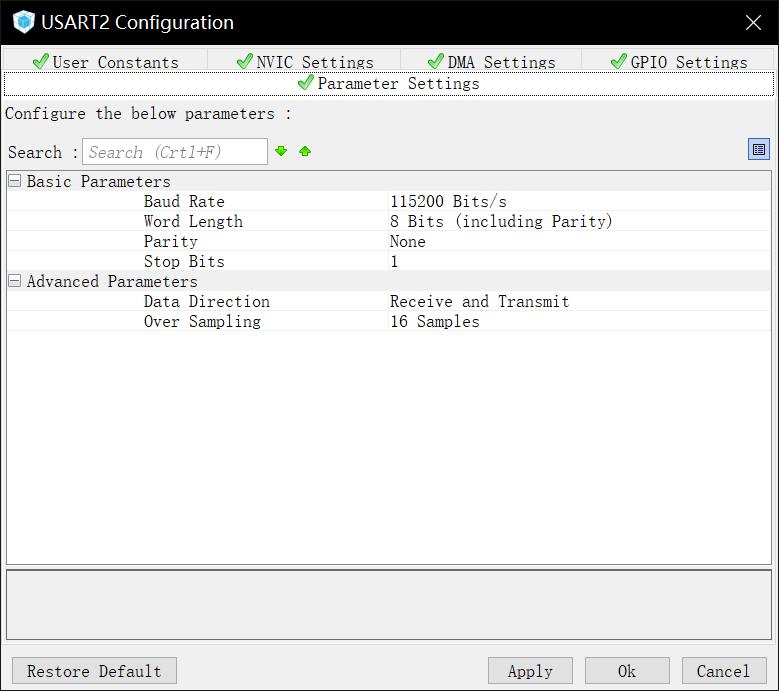 USART2 Configuration
User Constants NVIC Settings DMA Settings GPIO Settings
Parameter Settings
Configure the below parameters :
Search : Search (Crtl+F)
Basic Parameters
Baud Rate 115200 Bits/s
Word Length 8 Bits (including Parity)
Parity None
Stop Bits 1
Advanced Parameters
Data Direction Receive and Transmit
Over Sampling 16 Samples
Restore Default Apply Ok Cancel